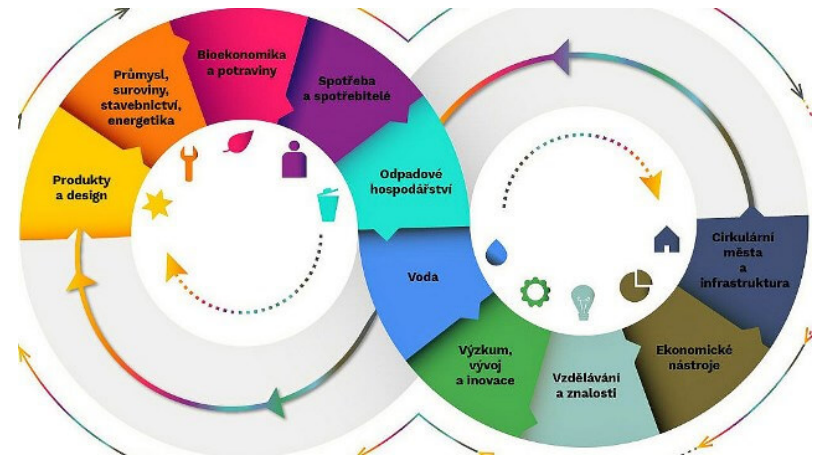 Produkty
a design
Průmysl,
suroviny,
stavebnictví,
energetika
Bioekonomika
a potraviny
Spotřeba
a spotřebitelé
Odpadové
hospodářství
Voda
Výzkum,
vývoj
a inovace
Vzdělávání
a znalosti
Ekonomické
nástroje
Cirkulární
města
a
infrastruktura